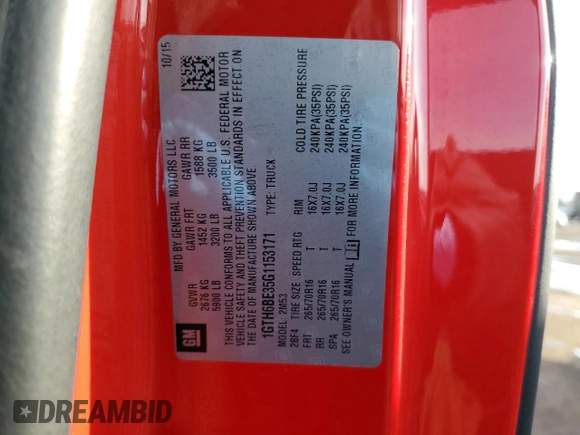 MFD BY GENERAL MOTORS LLC 10/15
GVWR GAWR FRT GAWR RR
2676 KG 1452 KG 1588 KG
5900 LB 3200 LB 3500 LB
THIS VEHICLE CONFORMS TO ALL APPLICABLE U.S. FEDERAL MOTOR
VEHICLE SAFETY AND THEFT PREVENTION STANDARDS IN EFFECT ON
THE DATE OF MANUFACTURE SHOWN ABOVE.
GM
1GTH6BE35G1153171 TYPE: TRUCK
MODEL: 2M53
2BF4 TIRE SIZE SPEED RTG RIM COLD TIRE PRESSURE
FRT 265/70R16 T 16X7.0J 240KPA(35PSI)
RR 265/70R16 T 16X7.0J 240KPA(35PSI)
SPA 265/70R16 T 16X7.0J 240KPA(35PSI)
SEE OWNER'S MANUAL FOR MORE INFORMATION
DREAMBID